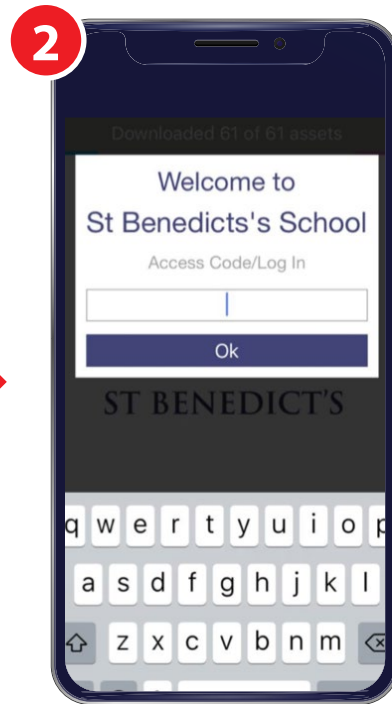 2
Downloaded 61 of 61 assets
Welcome to
St Benedicts's School
Access Code/Log In
Ok
ST BENEDICT'S
q w e r t y u i o p
a s d f g h j k l
z x c v b n m